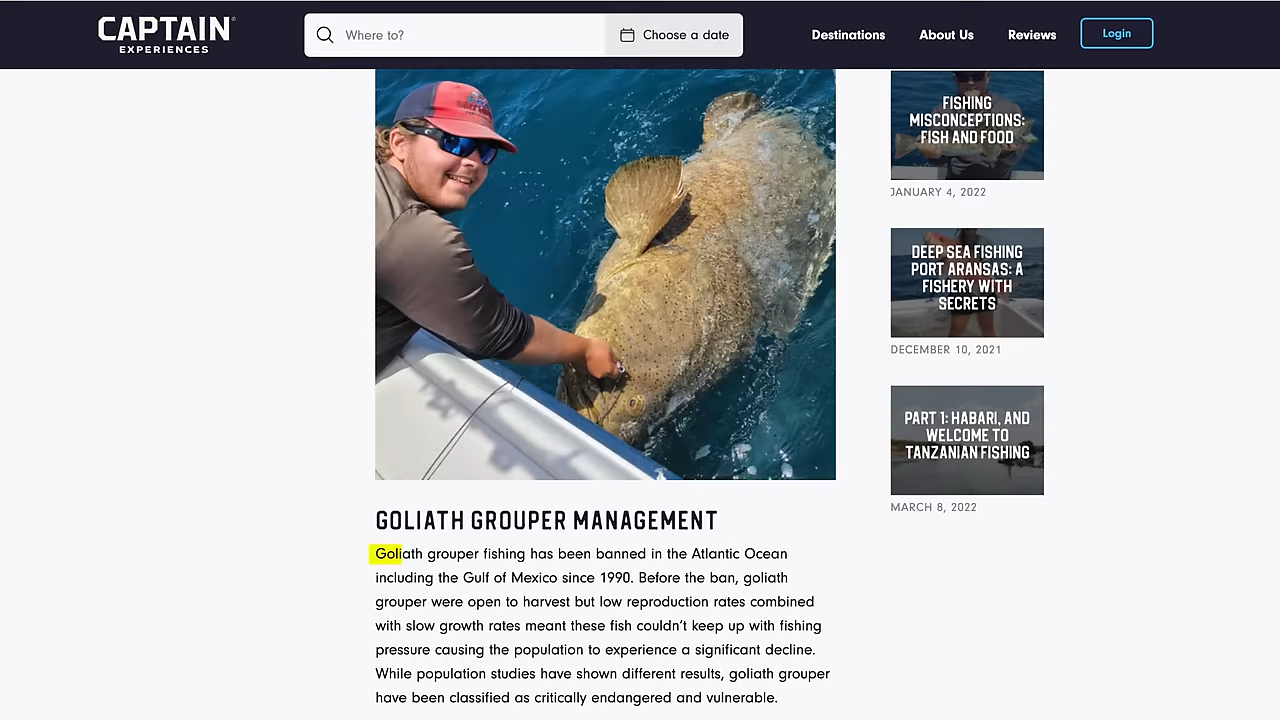 CAPTAIN®
EXPERIENCES
Where to?
Choose a date
Destinations
About Us
Reviews
Login
GOLIATH GROUPER MANAGEMENT
Goliath grouper fishing has been banned in the Atlantic Ocean
including the Gulf of Mexico since 1990. Before the ban, goliath
grouper were open to harvest but low reproduction rates combined
with slow growth rates meant these fish couldn't keep up with fishing
pressure causing the population to experience a significant decline.
While population studies have shown different results, goliath grouper
have been classified as critically endangered and vulnerable.
FISHING
MISCONCEPTIONS:
FISH AND FOOD
JANUARY 4, 2022
DEEP SEA FISHING
PORT ARANSAS: A
FISHERY WITH
SECRETS
DECEMBER 10, 2021
PART 1: HABARI, AND
WELCOME TO
TANZANIAN FISHING
MARCH 8, 2022